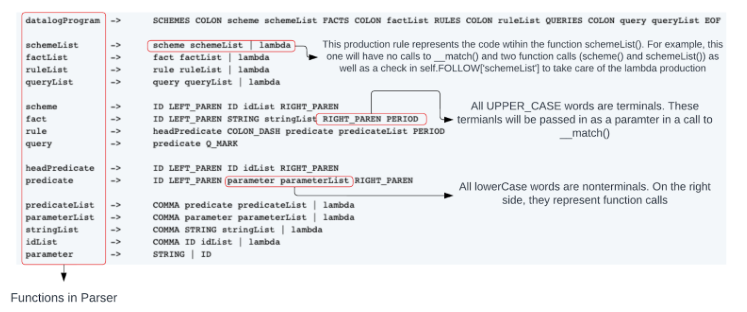 datalogProgram -> SCHEMES COLON scheme schemeList FACTS COLON factList RULES COLON ruleList QUERIES COLON query queryList EOF
schemeList -> scheme schemeList | lambda
factList -> fact factList | lambda
ruleList -> rule ruleList | lambda
queryList -> query queryList | lambda
This production rule represents the code wtihin the function schemeList(). For example, this
one will have no calls to __match() and two function calls (scheme() and schemeList()) as
well as a check in self.FOLLOW['schemeList'] to take care of the lambda production
scheme -> ID LEFT_PAREN ID idList RIGHT_PAREN
fact -> ID LEFT_PAREN STRING stringList RIGHT_PAREN PERIOD
rule -> headPredicate COLON_DASH predicate predicateList PERIOD
query -> predicate Q_MARK
All UPPER_CASE words are terminals. These
termianls will be passed in as a paramter in a call to
__match()
headPredicate -> ID LEFT_PAREN ID idList RIGHT_PAREN
predicate -> ID LEFT_PAREN parameter parameterList RIGHT_PAREN
All lowerCase words are nonterminals. On the right
side, they represent function calls
predicateList -> COMMA predicate predicateList | lambda
parameterList -> COMMA parameter parameterList | lambda
stringList -> COMMA STRING stringList | lambda
idList -> COMMA ID idList | lambda
parameter -> STRING | ID
Functions in Parser